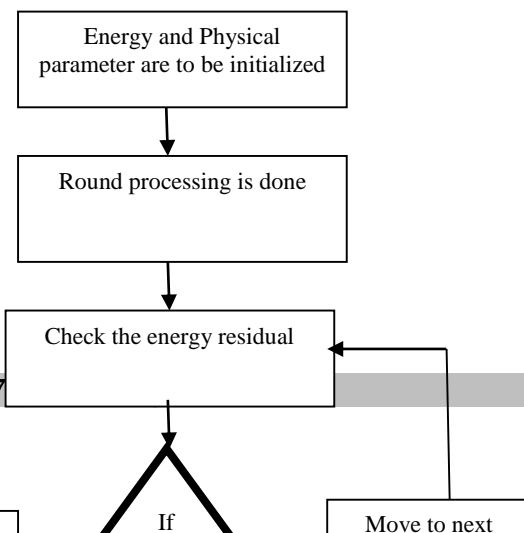 Energy and Physical
parameter are to be initialized
Round processing is done
Check the energy residual
If
Move to next